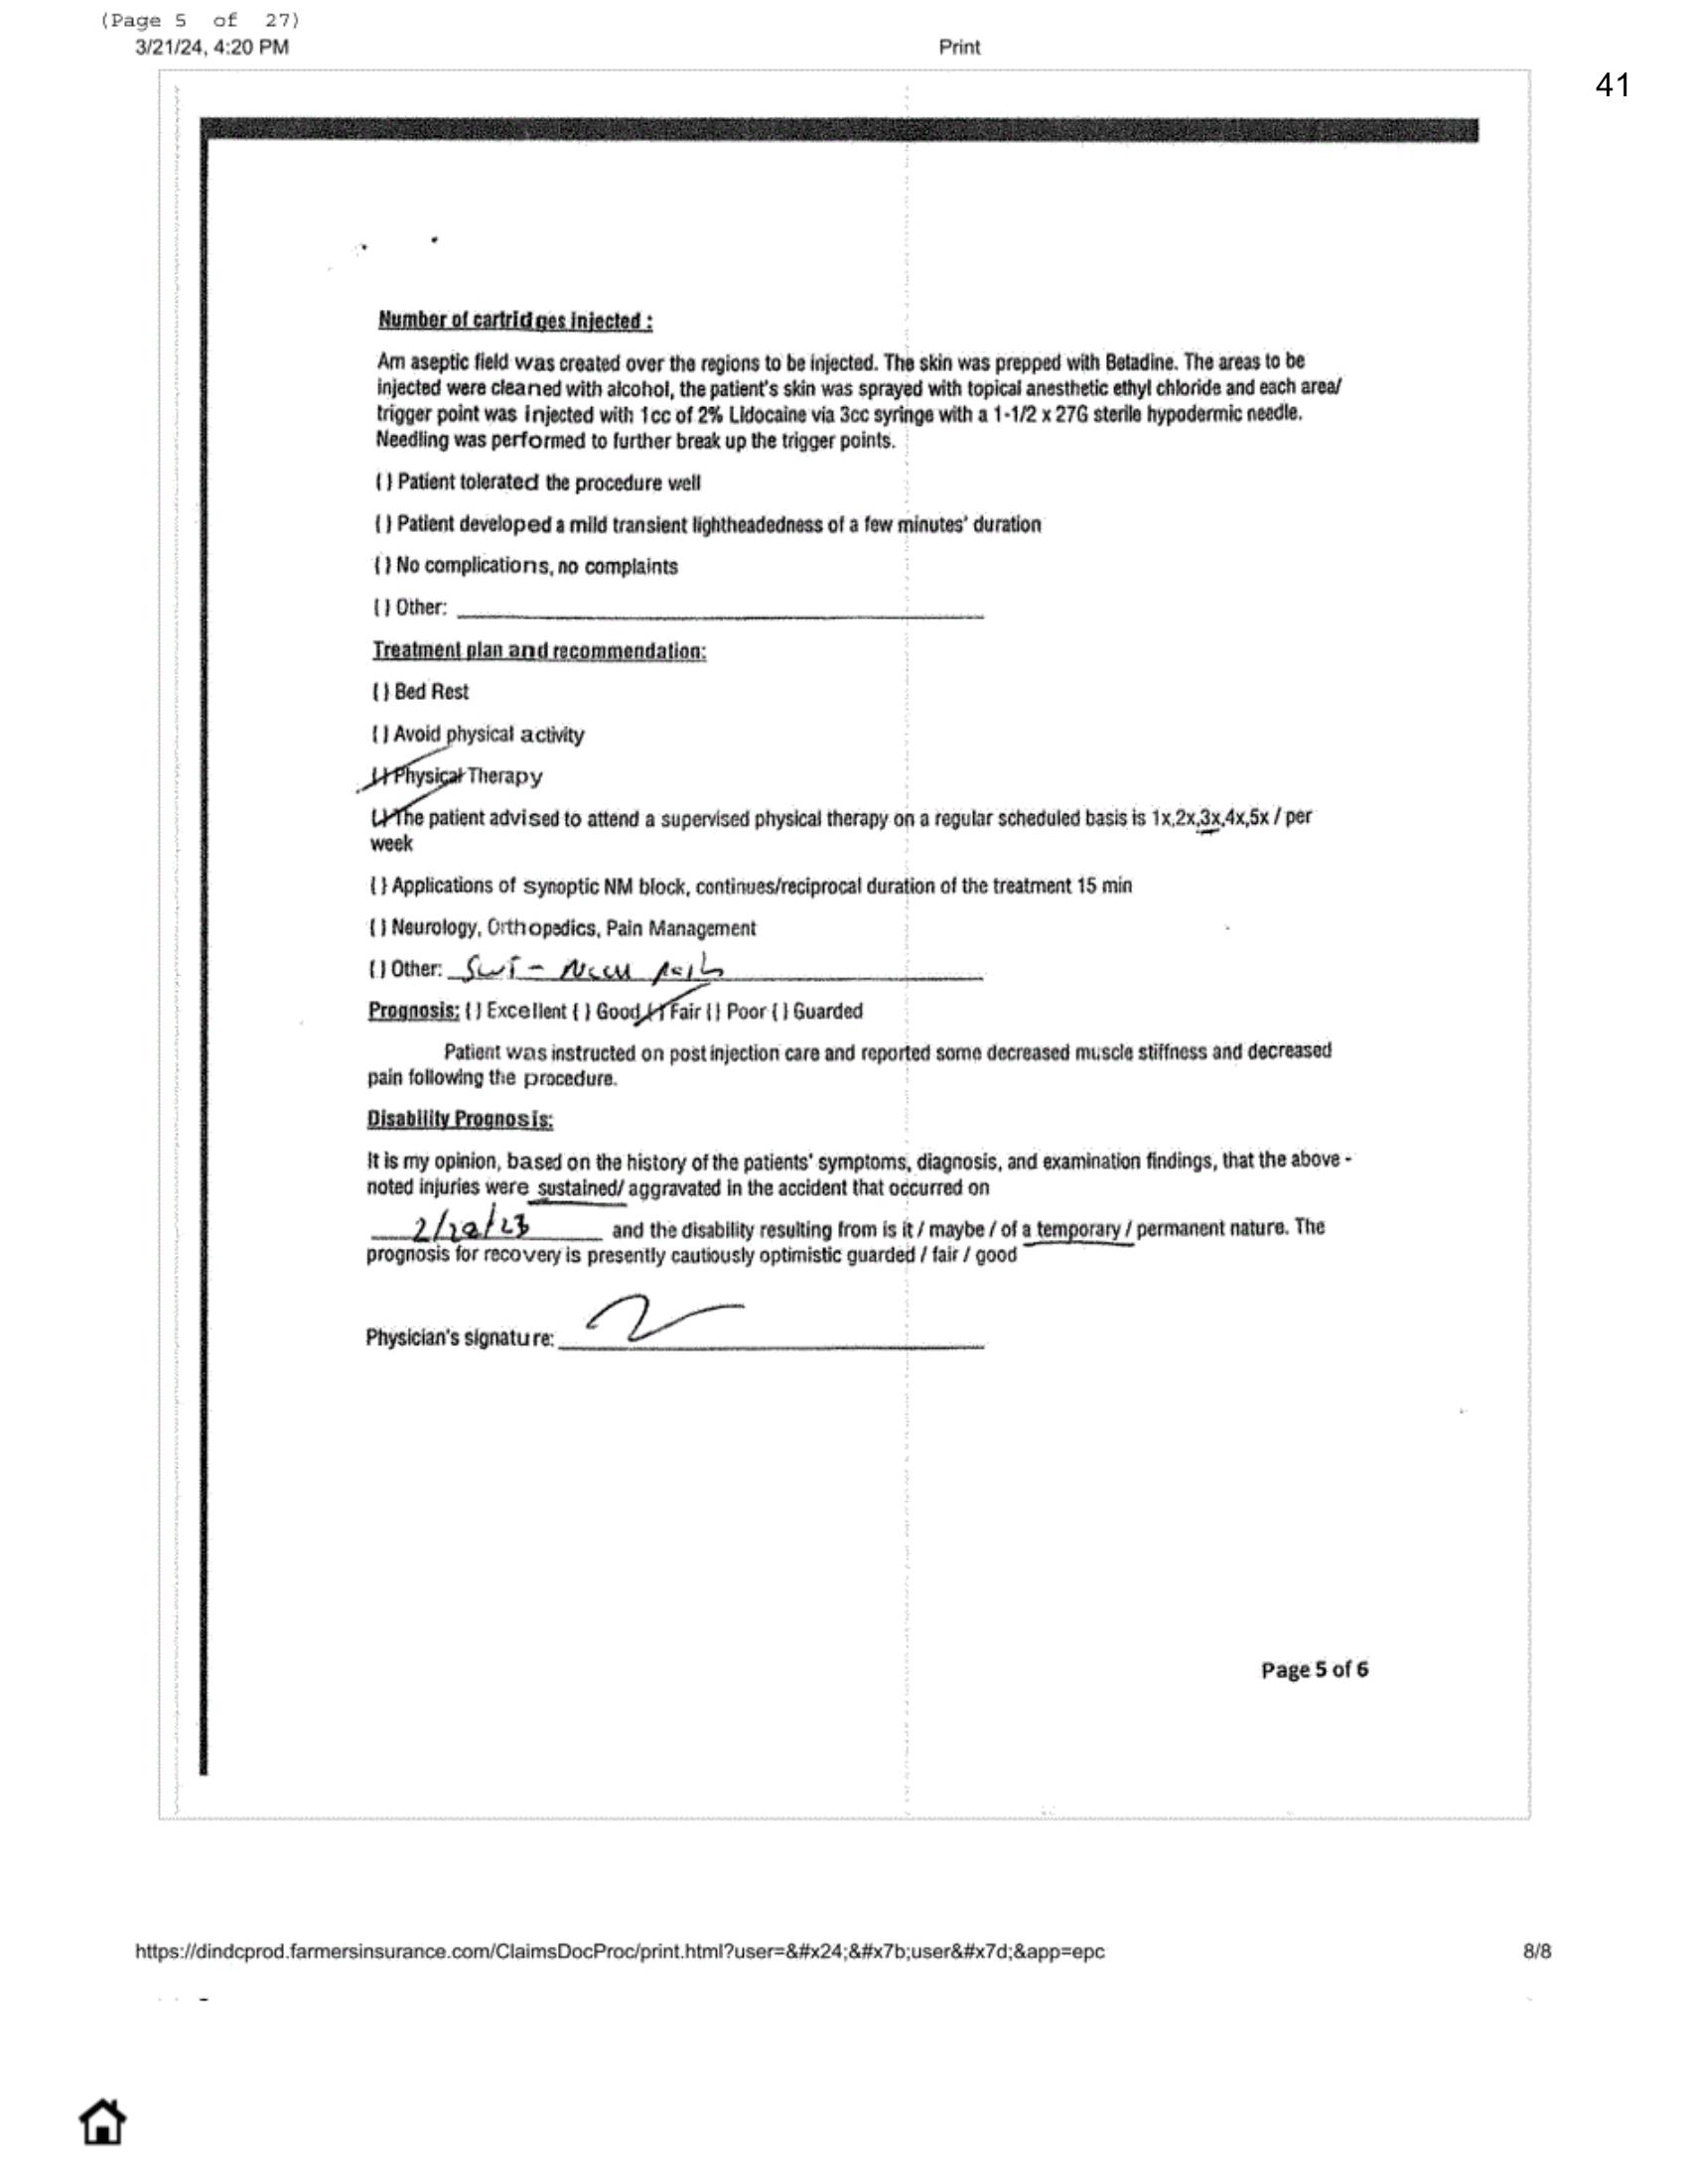 (Page 5 of 27)
3/21/24, 4:20 PM
Print
41
Number of cartridges injected :
Am aseptic field was created over the regions to be injected. The skin was prepped with Betadine. The areas to be
injected were cleaned with alcohol, the patient's skin was sprayed with topical anesthetic ethyl chloride and each area/
trigger point was injected with 1cc of 2% Lidocaine via 3cc syringe with a 1-1/2 x 27G sterile hypodermic needle.
Needling was performed to further break up the trigger points.
( ) Patient tolerated the procedure well
( ) Patient developed a mild transient lightheadedness of a few minutes' duration
( ) No complications, no complaints
( ) Other:
Treatment plan and recommendation:
( ) Bed Rest
( ) Avoid physical activity
( ) Physical Therapy
( ) The patient advised to attend a supervised physical therapy on a regular scheduled basis is 1x,2x,3x,4x,5x / per
week
( ) Applications of synoptic NM block, continues/reciprocal duration of the treatment 15 min
( ) Neurology, Orthopedics, Pain Management
( ) Other:
Prognosis: ( ) Excellent ( ) Good ( ) Fair ( ) Poor ( ) Guarded
Patient was instructed on post injection care and reported some decreased muscle stiffness and decreased
pain following the procedure.
Disability Prognosis:
It is my opinion, based on the history of the patients' symptoms, diagnosis, and examination findings, that the above -
noted injuries were sustained/ aggravated in the accident that occurred on
and the disability resulting from is it / maybe / of a temporary / permanent nature. The
prognosis for recovery is presently cautiously optimistic guarded / fair / good
Physician's signature:
Page 5 of 6
https://dindcprod.farmersinsurance.com/ClaimsDocProc/print.html?user=&#x24;&#x7b;user&#x7d;&app=epc
8/8